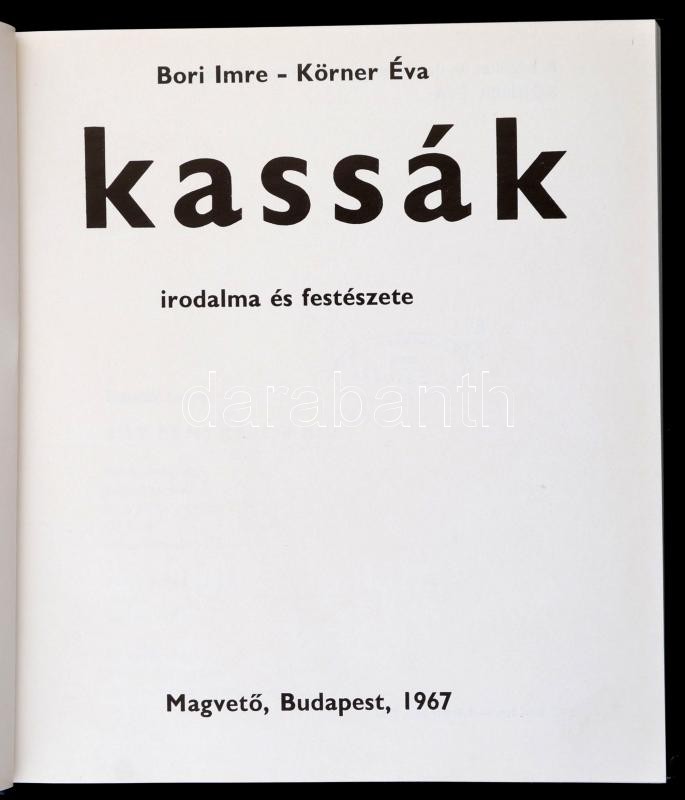 Bori Imre – Körner Éva
kassák
irodalma és festészete
darabanth
Magvető, Budapest, 1967